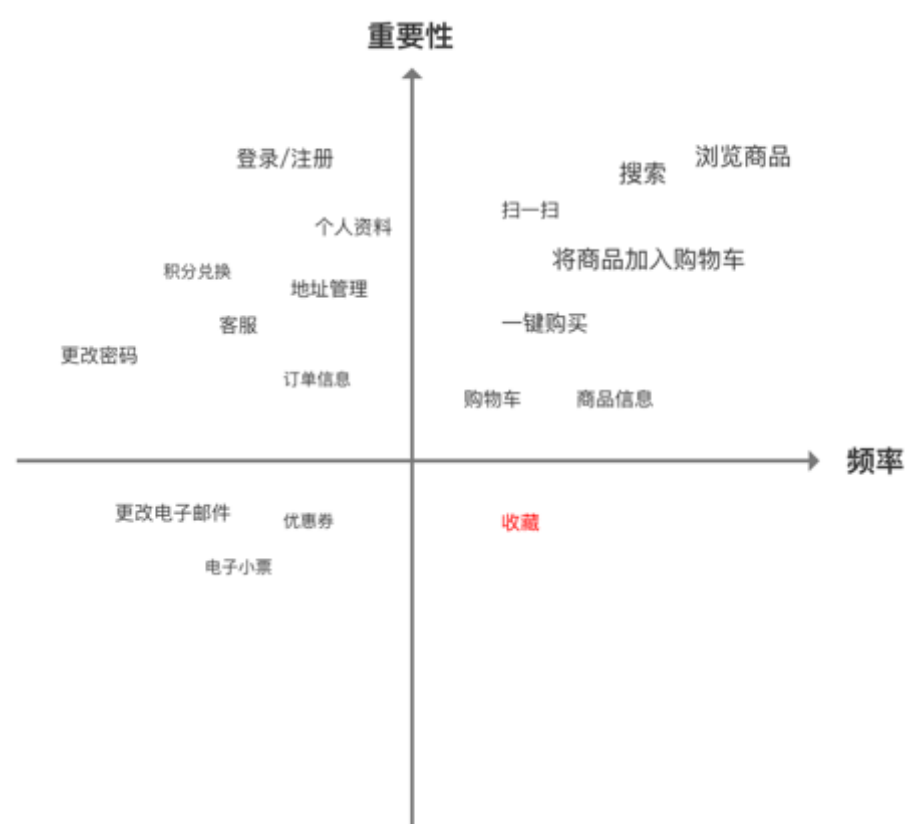 重要性
登录/注册
浏览商品
搜索
扫一扫
个人资料
将商品加入购物车
积分兑换
地址管理
客服
一键购买
更改密码
订单信息
购物车
商品信息
频率
更改电子邮件
优惠券
收藏
电子小票